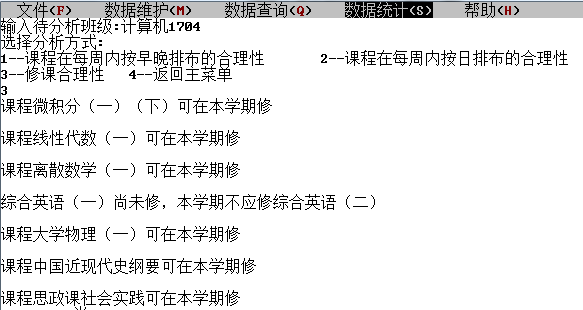 文件(F) 数据维护(M) 数据查询(Q) 数据统计(S) 帮助(H)
输入待分析班级:计算机1704
选择分析方式:
1--课程在每周内按早晚排布的合理性 2--课程在每周内按日排布的合理性
3--修课合理性 4--返回主菜单
3
课程微积分（一）（下）可在本学期修
课程线性代数（一）可在本学期修
课程离散数学（一）可在本学期修
综合英语（一）尚未修，本学期不应修综合英语（二）
课程大学物理（一）可在本学期修
课程中国近现代史纲要可在本学期修
课程思政课社会实践可在本学期修